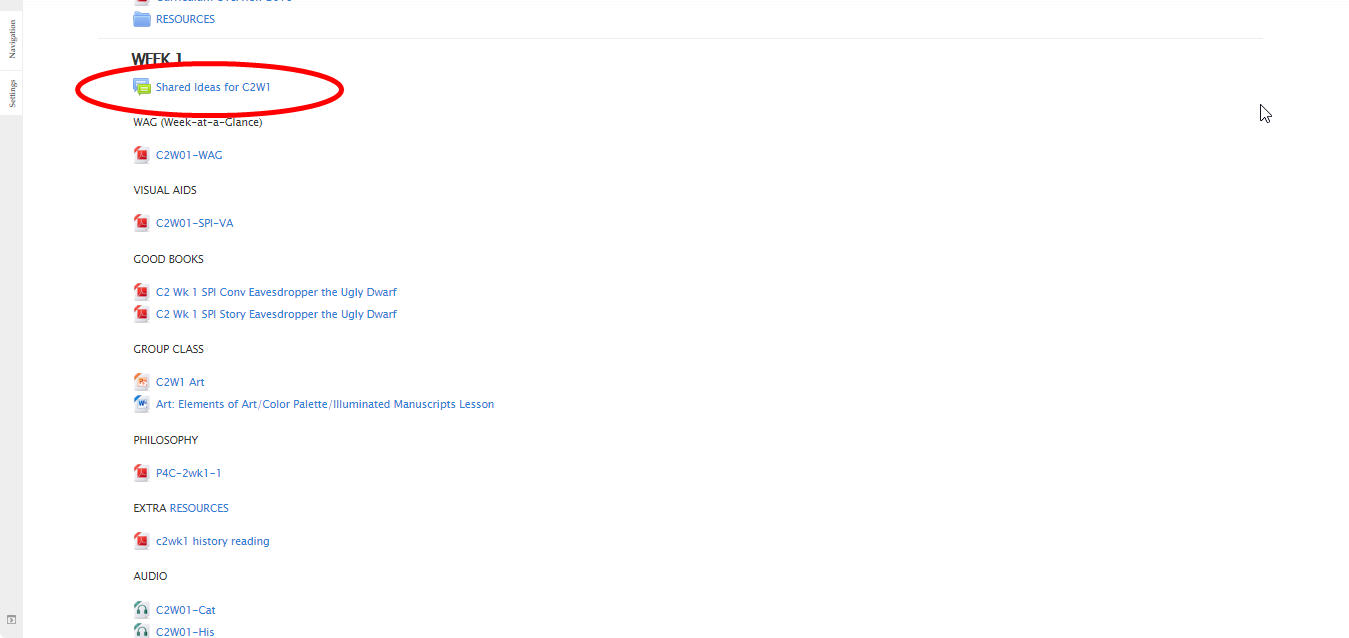 RESOURCES
WEEK 1
Shared Ideas for C2W1
WAG (Week-at-a-Glance)
C2W01-WAG
VISUAL AIDS
C2W01-SPI-VA
GOOD BOOKS
C2 Wk 1 SPI Conv Eavesdropper the Ugly Dwarf
C2 Wk 1 SPI Story Eavesdropper the Ugly Dwarf
GROUP CLASS
C2W1 Art
Art: Elements of Art/Color Palette/Illuminated Manuscripts Lesson
PHILOSOPHY
P4C-2wk1-1
EXTRA RESOURCES
c2wk1 history reading
AUDIO
C2W01-Cat
C2W01-His
Navigation
Settings